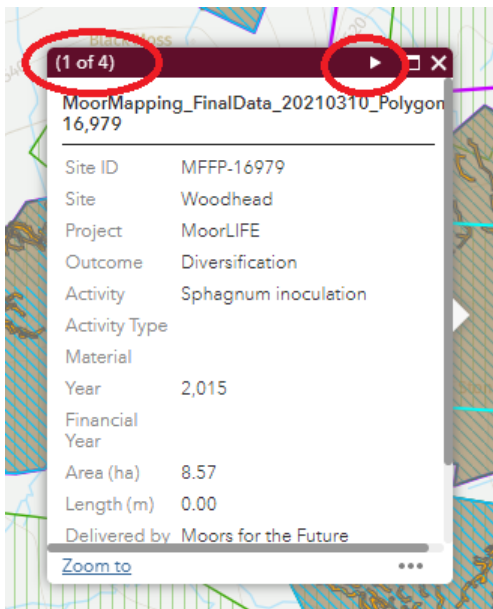 Black Moss
(1 of 4)
MoorMapping_FinalData_20210310_Polygon
16,979
Site ID MFFP-16979
Site Woodhead
Project MoorLIFE
Outcome Diversification
Activity Sphagnum inoculation
Activity Type
Material
Year 2,015
Financial
Year
Area (ha) 8.57
Length (m) 0.00
Delivered by Moors for the Future
Zoom to